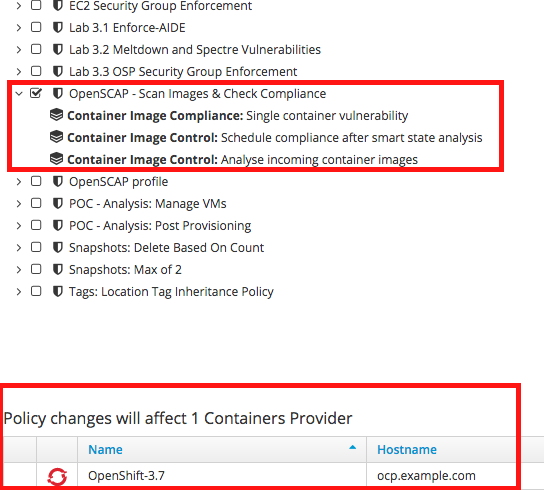 EC2 Security Group Enforcement
Lab 3.1 Enforce-AIDE
Lab 3.2 Meltdown and Spectre Vulnerabilities
Lab 3.3 OSP Security Group Enforcement
OpenSCAP - Scan Images & Check Compliance
Container Image Compliance: Single container vulnerability
Container Image Control: Schedule compliance after smart state analysis
Container Image Control: Analyse incoming container images
OpenSCAP profile
POC - Analysis: Manage VMs
POC - Analysis: Post Provisioning
Snapshots: Delete Based On Count
Snapshots: Max of 2
Tags: Location Tag Inheritance Policy
Policy changes will affect 1 Containers Provider
Name Hostname
OpenShift-3.7 ocp.example.com